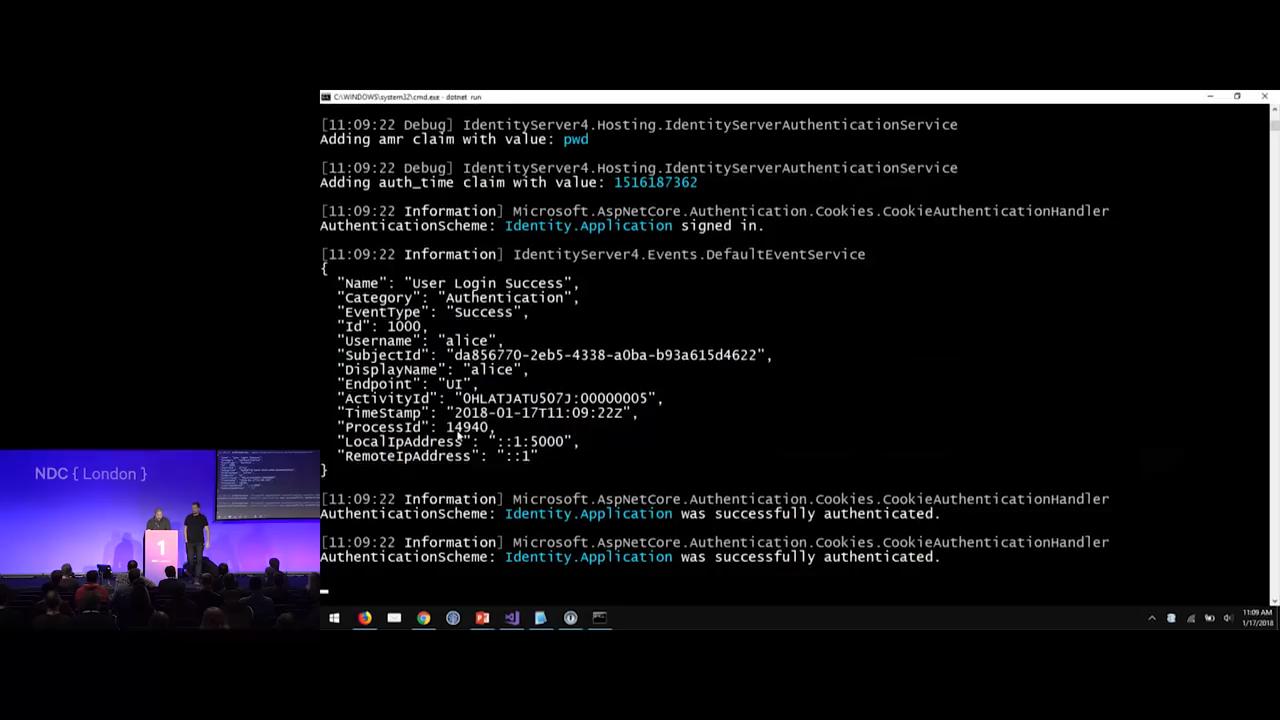 C:\WINDOWS\system32\cmd.exe - dotnet run
[11:09:22 Debug] IdentityServer4.Hosting.IdentityServerAuthenticationService
Adding amr claim with value: pwd
[11:09:22 Debug] IdentityServer4.Hosting.IdentityServerAuthenticationService
Adding auth_time claim with value: 1516187362
[11:09:22 Information] Microsoft.AspNetCore.Authentication.Cookies.CookieAuthenticationHandler
AuthenticationScheme: Identity.Application signed in.
[11:09:22 Information] IdentityServer4.Events.DefaultEventService
{
"Name": "User Login Success",
"Category": "Authentication",
"EventType": "Success",
"Id": 1000,
"Username": "alice",
"SubjectId": "da856770-2eb5-4338-a0ba-b93a615d4622",
"DisplayName": "alice",
"Endpoint": "UI",
"ActivityId": "0HLATJATU507J:00000005",
"TimeStamp": "2018-01-17T11:09:22Z",
"ProcessId": 14940,
"LocalIpAddress": "::1:5000",
"RemoteIpAddress": "::1"
}
[11:09:22 Information] Microsoft.AspNetCore.Authentication.Cookies.CookieAuthenticationHandler
AuthenticationScheme: Identity.Application was successfully authenticated.
[11:09:22 Information] Microsoft.AspNetCore.Authentication.Cookies.CookieAuthenticationHandler
AuthenticationScheme: Identity.Application was successfully authenticated.
11:09 AM
1/17/2018
NDC { London }
1